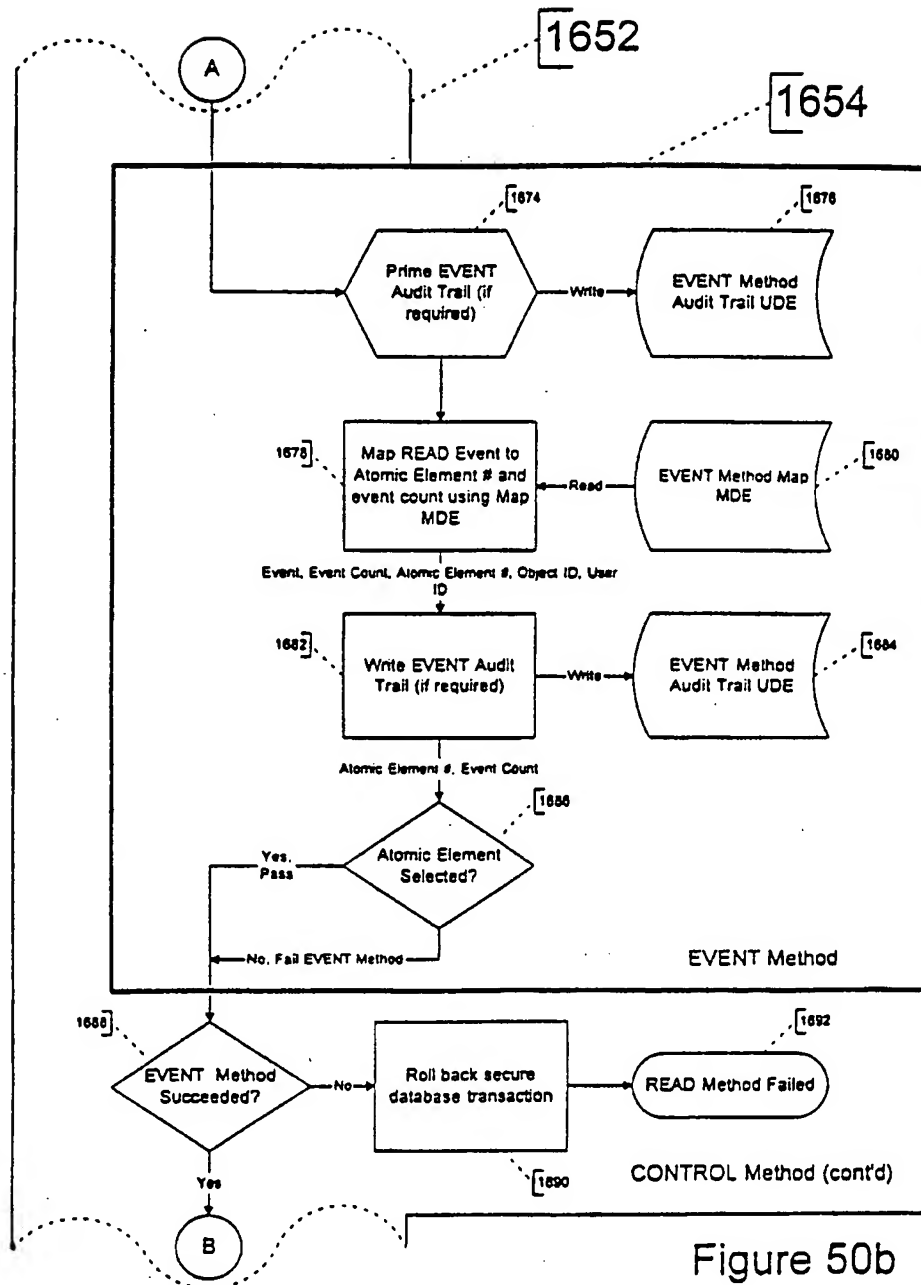 1652
A
1654
1674
1676
Prime EVENT
Audit Trail (if
required)
Write
EVENT Method
Audit Trail UDE
1678
Map READ Event to
Atomic Element # and
event count using Map
MDE
Read
EVENT Method Map
MDE
1680
Event, Event Count, Atomic Element #, Object ID, User
ID
1682
Write EVENT Audit
Trail (if required)
Write
EVENT Method
Audit Trail UDE
1684
Atomic Element #, Event Count
1686
Atomic Element
Selected?
Yes,
Pass
No, Fail EVENT Method
EVENT Method
1688
EVENT Method
Succeeded?
No
Roll back secure
database transaction
1692
READ Method Failed
1690
CONTROL Method (cont'd)
Yes
B
Figure 50b